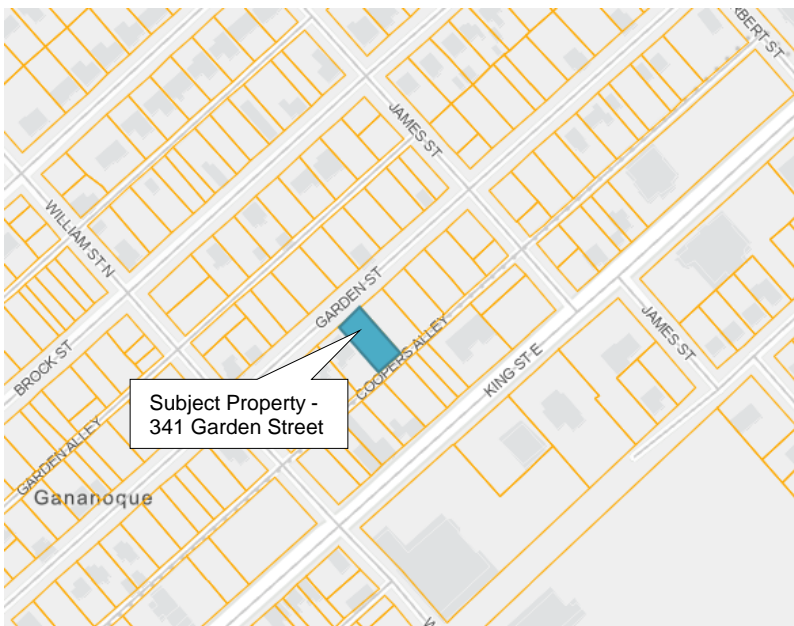 RBERT-ST
JAMES-ST
WILLIAM-ST-N
GARDEN-ST
COOPERS-ALLEY
KING-ST-E
JAMES-ST
BROCK-ST
Subject Property -
341 Garden Street
GARDEN-ALLEY
Gananoque